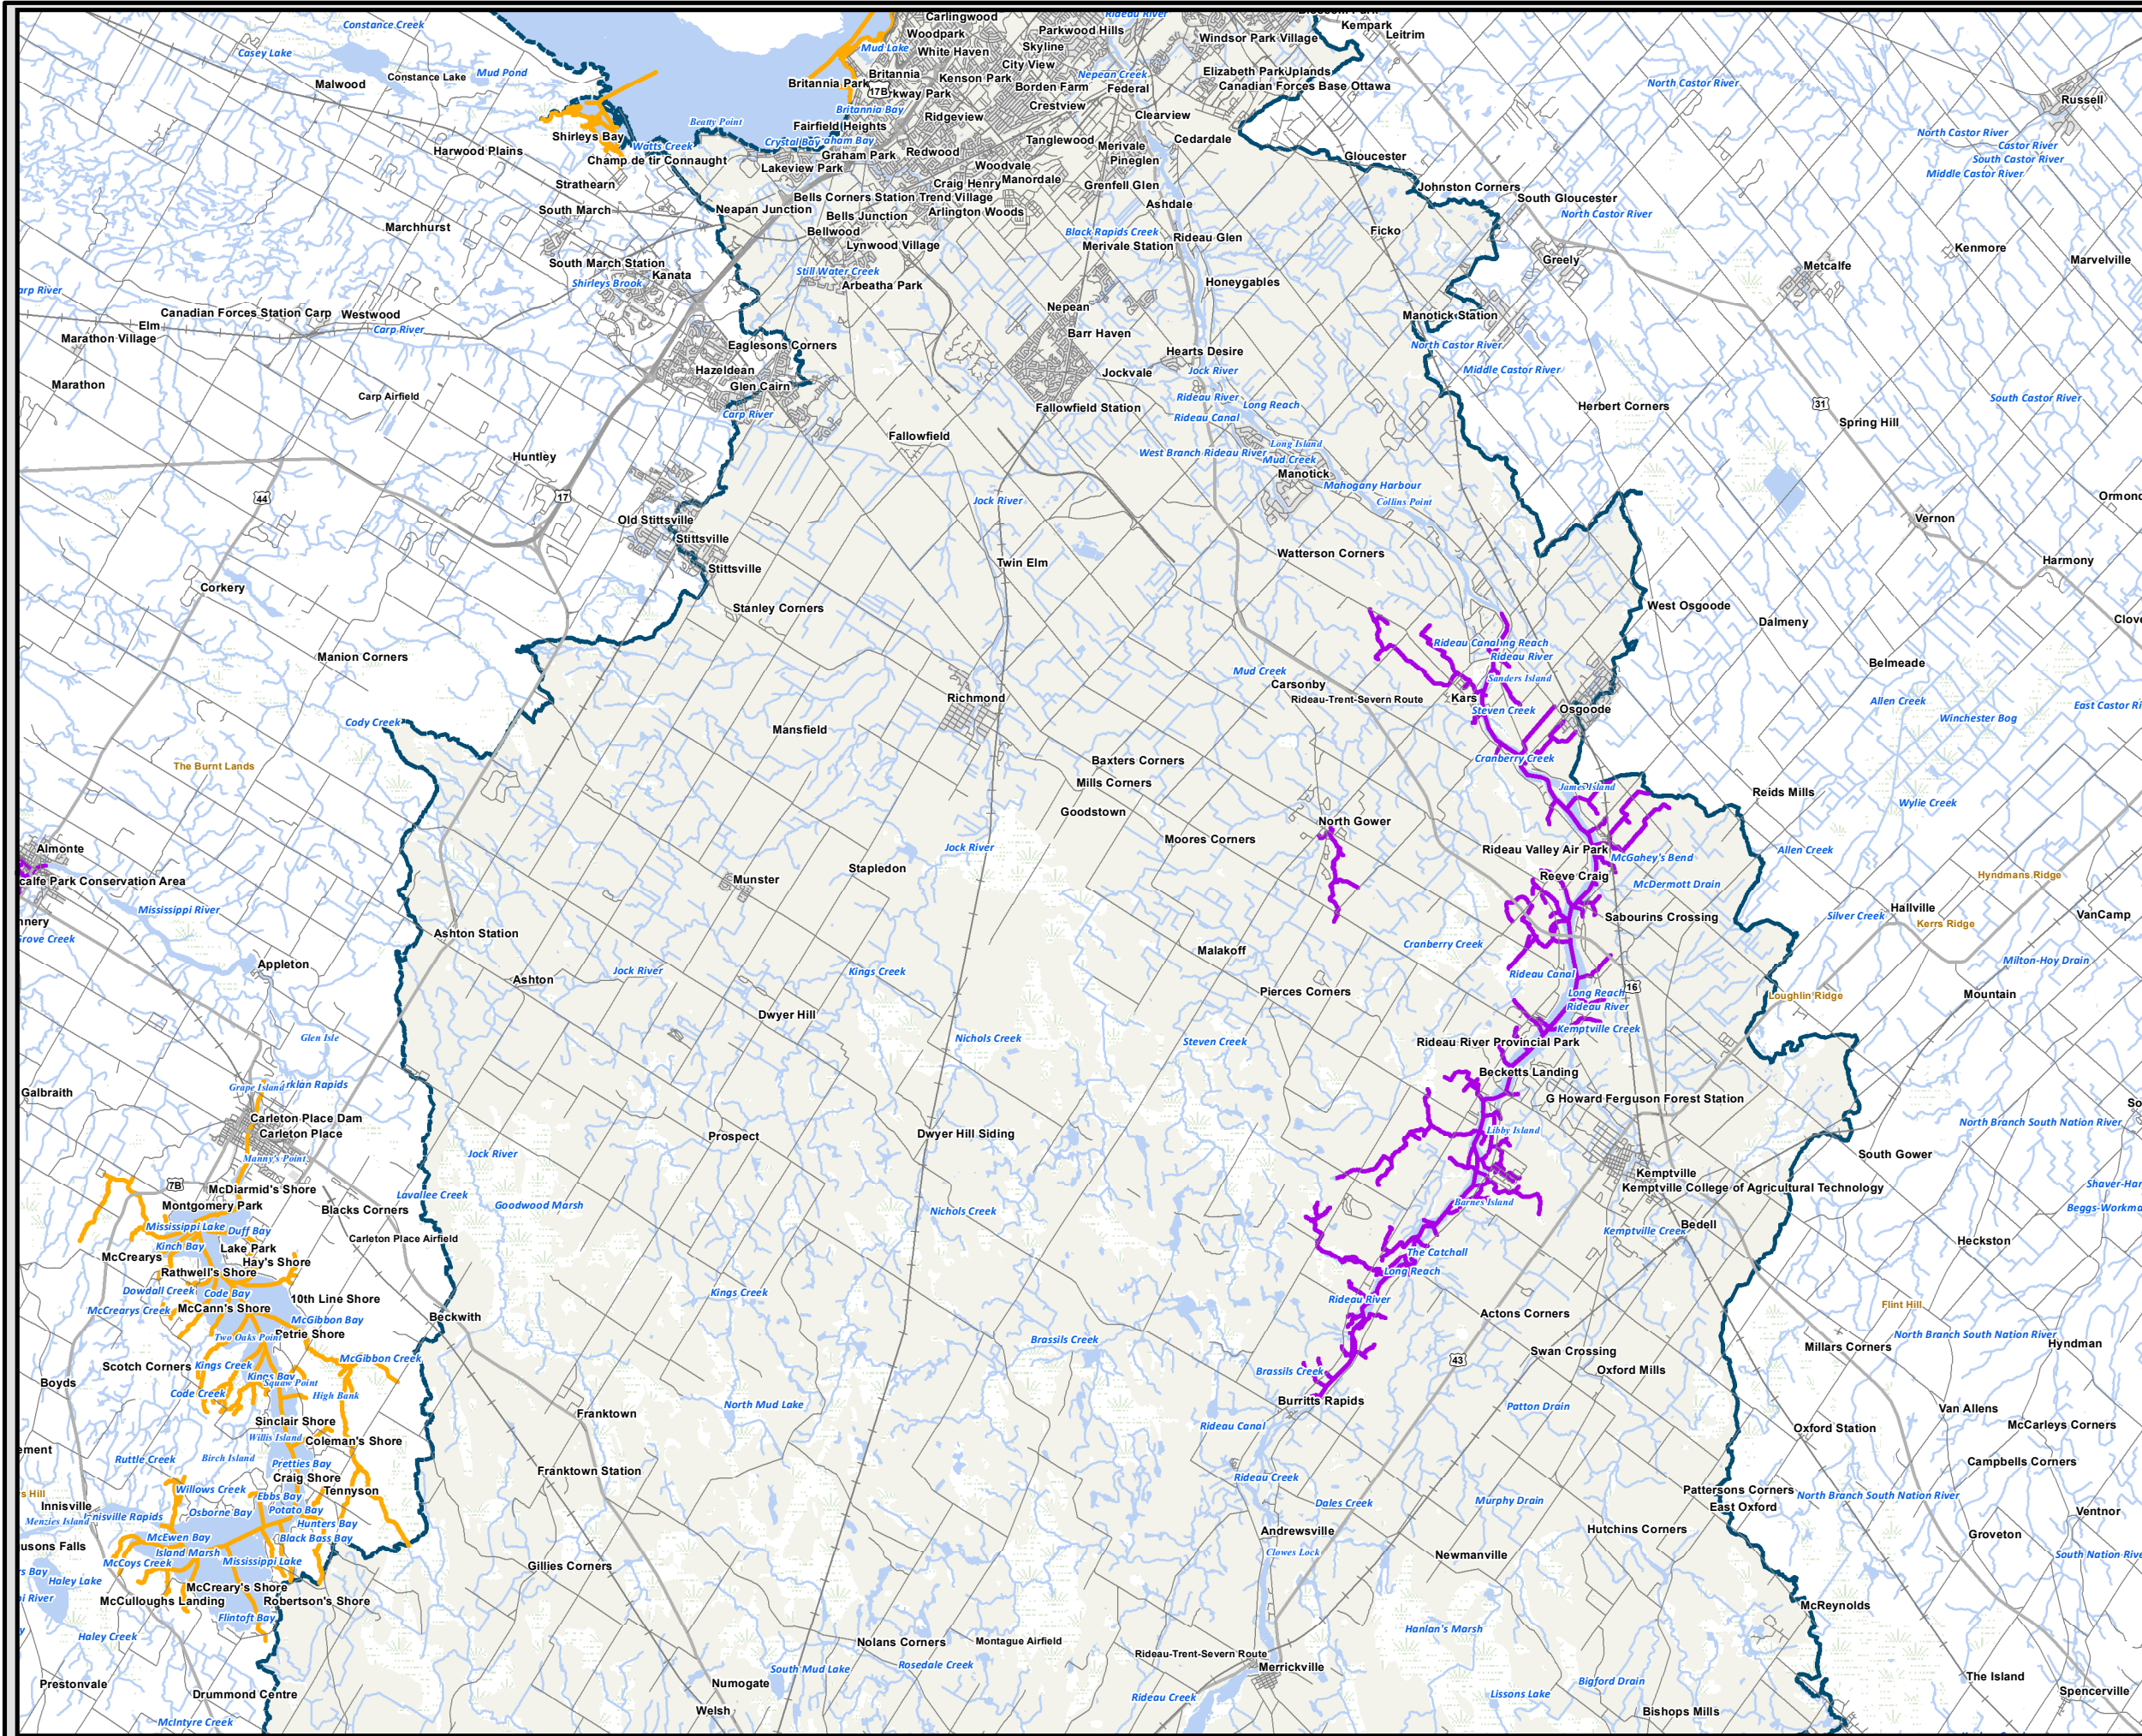 Constance Creek
Casey Lake
Malwood
Constance Lake
Mud Pond
Mud Lake
Carlingwood
Woodpark
White Haven
Parkwood Hills
Skyline
City View
Rideau River
Windsor Park Village
Kempark
Leitrim
Britannia Park
Britannia
17B
Kenson Park
Borden Farm
Nepean Creek
Federal
Elizabeth Park
Uplands
Canadian Forces Base Ottawa
North Castor River
Russell
Crestview
Britannia Bay
Ridgeview
Clearview
Beatty Point
Fairfield Heights
Shirleys Bay
Watts Creek
Crystal Bay
Graham Park
Redwood
Tanglewood
Merivale
Cedardale
North Castor River
Castor River
South Castor River
Middle Castor River
Harwood Plains
Champ de tir Connaught
Lakeview Park
Woodvale
Pineglen
Gloucester
Strathearn
Craig Henry
Manordale
Grenfell Glen
Johnston Corners
South Gloucester
South March
Neapan Junction
Bells Corners Station
Trend Village
Bells Junction
Arlington Woods
Ashdale
North Castor River
Marchhurst
Bellwood
Black Rapids Creek
Rideau Glen
Ficko
Lynwood Village
Merivale Station
Kenmore
Marvelville
Greely
Metcalfe
South March Station
Kanata
Shirleys Brook
Still Water Creek
Arbeatha Park
Honeygables
Canadian Forces Station Carp
Westwood
Elm
Carp River
Marathon Village
Nepean
Barr Haven
Manotick Station
Eaglesons Corners
Hearts Desire
North Castor River
Marathon
Hazeldean
Glen Cairn
Jockvale
Jock River
Middle Castor River
Carp Airfield
Carp River
Rideau River
Long Reach
Rideau Canal
Fallowfield Station
Herbert Corners
31
South Castor River
Spring Hill
Fallowfield
Huntley
West Branch Rideau River
Long Island
Mud Creek
Manotick
Mahogany Harbour
Collins Point
44
17
Jock River
Old Stittsville
Stittsville
Stittsville
Vernon
Harmony
Twin Elm
Watterson Corners
Corkery
Stanley Corners
West Osgoode
Dalmeny
Manion Corners
Rideau Canal
Rideau River
Belmeade
Mud Creek
Carsonby
Sanders Island
Rideau-Trent-Severn Route
Kars
Richmond
Steven Creek
Osgoode
Allen Creek
Winchester Bog
Cody Creek
Mansfield
Baxters Corners
Cranberry Creek
The Burnt Lands
Mills Corners
James Island
Reids Mills
Goodstown
Wylie Creek
North Gower
Almonte
Moores Corners
Jock River
Rideau Valley Air Park
McGahey's Bend
Allen Creek
Stapledon
Munster
Reeve Craig
McDermott Drain
Hyndmans Ridge
Mississippi River
Sabourins Crossing
Silver Creek
Hallville
Kerrs Ridge
VanCamp
Ashton Station
Cranberry Creek
Malakoff
Appleton
Jock River
Kings Creek
Ashton
Rideau Canal
Milton-Hoy Drain
Pierces Corners
16
Long Reach
Rideau River
Loughlin Ridge
Mountain
Dwyer Hill
Kemptville Creek
Glen Isle
Nichols Creek
Steven Creek
Rideau River Provincial Park
Becketts Landing
Galbraith
Grape Island
G Howard Ferguson Forest Station
Carleton Place Dam
Carleton Place
North Branch South Nation River
Prospect
Dwyer Hill Siding
Libby Island
Manny's Point
Jock River
South Gower
7B
McDiarmid's Shore
Kemptville
Kemptville College of Agricultural Technology
Montgomery Park
Lavallee Creek
Goodwood Marsh
Barnes Island
Blacks Corners
Nichols Creek
Mississippi Lake
Duff Bay
Bedell
Kemptville Creek
Carleton Place Airfield
Kinch Bay
Lake Park
McCrearys
Hay's Shore
Heckston
The Catchall
Rathwell's Shore
Long Reach
Dowdall Creek
Code Bay
10th Line Shore
Kings Creek
Rideau River
McCrearys Creek
McCann's Shore
McGibbon Bay
Beckwith
Actons Corners
Flint Hill
Two Oaks Point
Petrie Shore
Brassils Creek
North Branch South Nation River
Hyndman
Millars Corners
Scotch Corners
Kings Creek
McGibbon Creek
Swan Crossing
43
Oxford Mills
Boyds
Kings Bay
Squaw Point
Code Creek
High Bank
Brassils Creek
Burritts Rapids
North Mud Lake
Patton Drain
Van Allens
Franktown
Sinclair Shore
Rideau Canal
Oxford Station
McCarleys Corners
Willis Island
Coleman's Shore
Ruttle Creek
Birch Island
Pretties Bay
Campbells Corners
Franktown Station
Craig Shore
Rideau Creek
Tennyson
Pattersons Corners
Willows Creek
Ebbs Bay
North Branch South Nation River
Innisville
Osborne Bay
Potato Bay
Dales Creek
Murphy Drain
East Oxford
Ventnor
Menzies Island
Hunters Bay
McEwen Bay
Black Bass Bay
Andrewsville
Hutchins Corners
Groveton
Island Marsh
Clowes Lock
Newmanville
McCoys Creek
Mississippi Lake
Gillies Corners
Haley Lake
McCreary's Shore
McCulloughs Landing
Robertson's Shore
McReynolds
Flintoft Bay
Haley Creek
Hanlan's Marsh
Nolans Corners
Montague Airfield
Rideau-Trent-Severn Route
Merrickville
South Mud Lake
Rosedale Creek
Prestonvale
Numogate
Bigford Drain
The Island
Drummond Centre
Rideau Creek
Lissons Lake
Spencerville
Welsh
Bishops Mills
McIntyre Creek